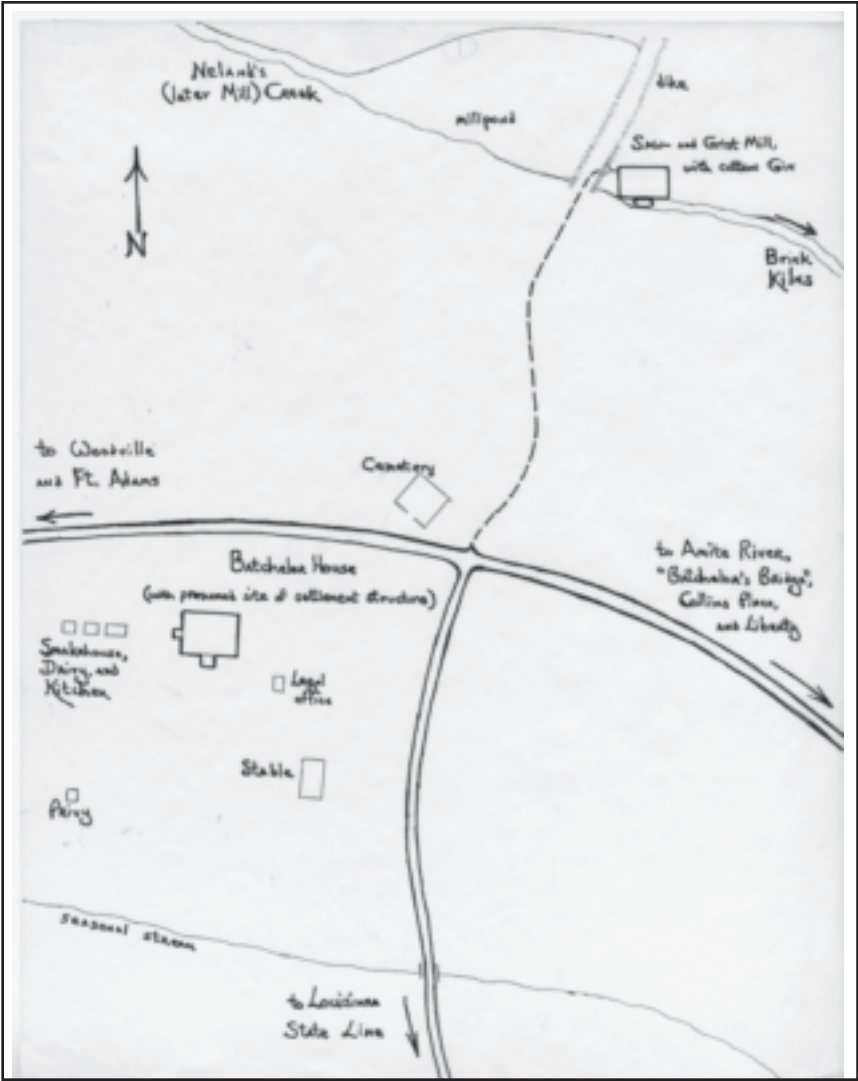 (later Mill) Creek
dike
millpond
Saw and Grist Mill,
with cotton Gin
N
Brick
Kilns
to Woodville
and Ft. Adams
Cemetery
to Amite River,
"Batchelor's Bridge",
Collins Place,
and Liberty
Batchelor House
(with presumed site of settlement structure)
Smokehouse,
Dairy, and
Kitchen
Legal
office
Stable
Privy
seasonal stream
to Louisiana
State Line